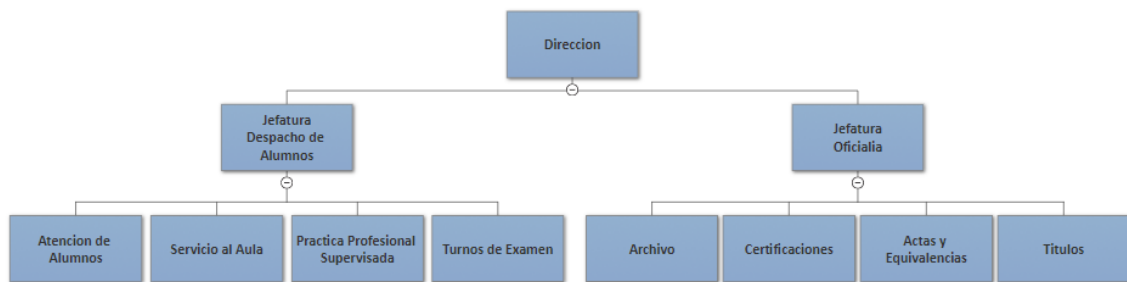 Direccion
Jefatura
Despacho de
Alumnos
Jefatura
Oficialia
Atencion de
Alumnos
Servicio al Aula
Practica Profesional
Supervisada
Turnos de Examen
Archivo
Certificaciones
Actas y
Equivalencias
Titulos